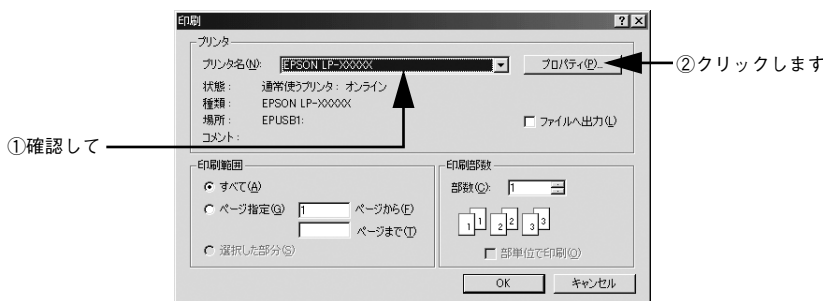 印刷
プリンタ
プリンタ名(N): EPSON LP-XXXXX プロパティ(P)...
②クリックします
状態： 通常使うプリンタ： オンライン
種類： EPSON LP-XXXXX
場所： EPUSB1:
コメント：
ファイルへ出力(L)
①確認して
印刷範囲
すべて(A)
ページ指定(G) 1 ページから(F)
ページまで(T)
選択した部分(S)
印刷部数
部数(C): 1
1 1 2 2 3 3
部単位で印刷(O)
OK キャンセル